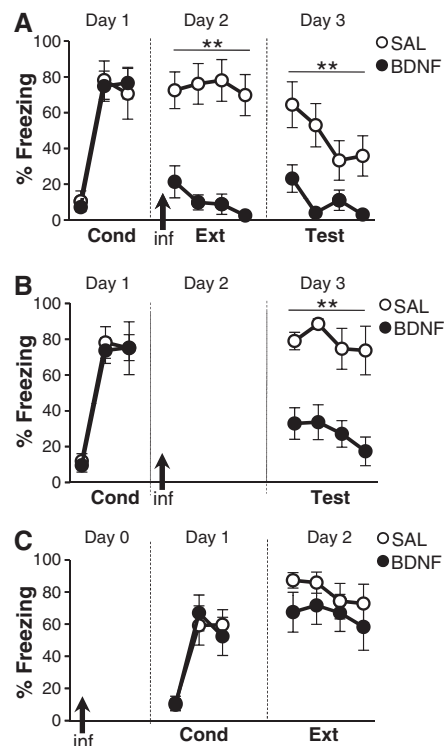 A Day 1 Day 2 Day 3
SAL
BDNF
** **
% Freezing
80
60
40
20
0
inf
Cond Ext Test
B Day 1 Day 2 Day 3
SAL
BDNF
**
% Freezing
80
60
40
20
0
inf
Cond Test
C Day 0 Day 1 Day 2
SAL
BDNF
% Freezing
100
80
60
40
20
0
inf
Cond Ext